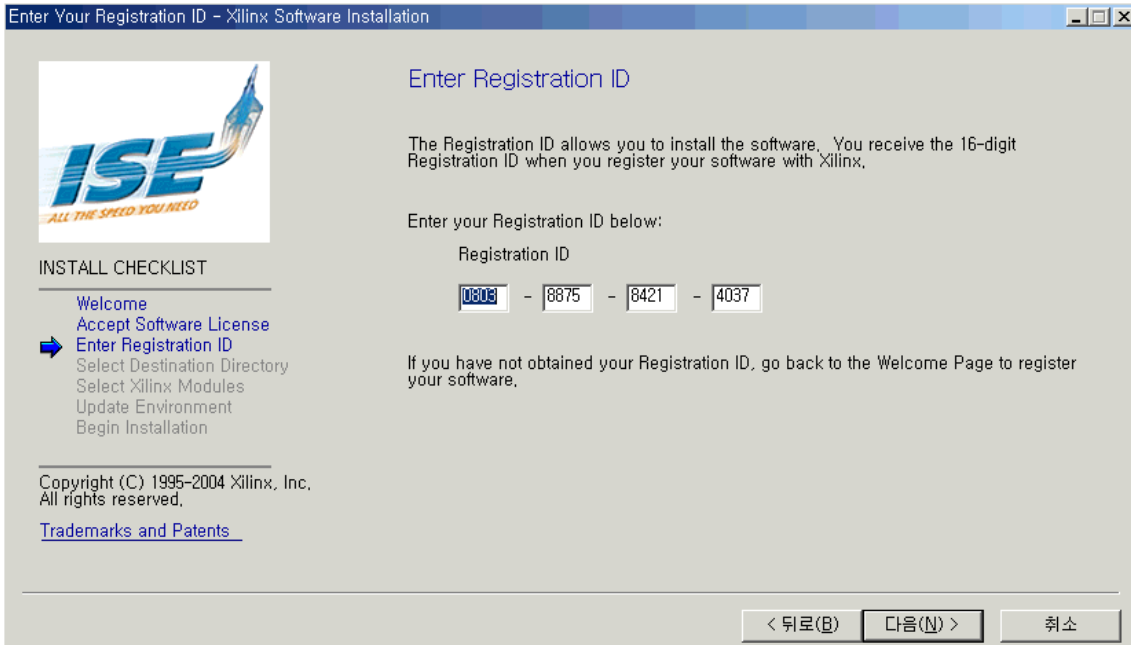 Enter Your Registration ID - Xilinx Software Installation
ISE
ALL THE SPEED YOU NEED
INSTALL CHECKLIST
Welcome
Accept Software License
Enter Registration ID
Select Destination Directory
Select Xilinx Modules
Update Environment
Begin Installation
Copyright (C) 1995-2004 Xilinx, Inc.
All rights reserved.
Trademarks and Patents
Enter Registration ID
The Registration ID allows you to install the software. You receive the 16-digit
Registration ID when you register your software with Xilinx.
Enter your Registration ID below:
Registration ID
0803 - 8875 - 8421 - 4037
If you have not obtained your Registration ID, go back to the Welcome Page to register
your software.
< 뒤로(B) 다음(N) > 취소